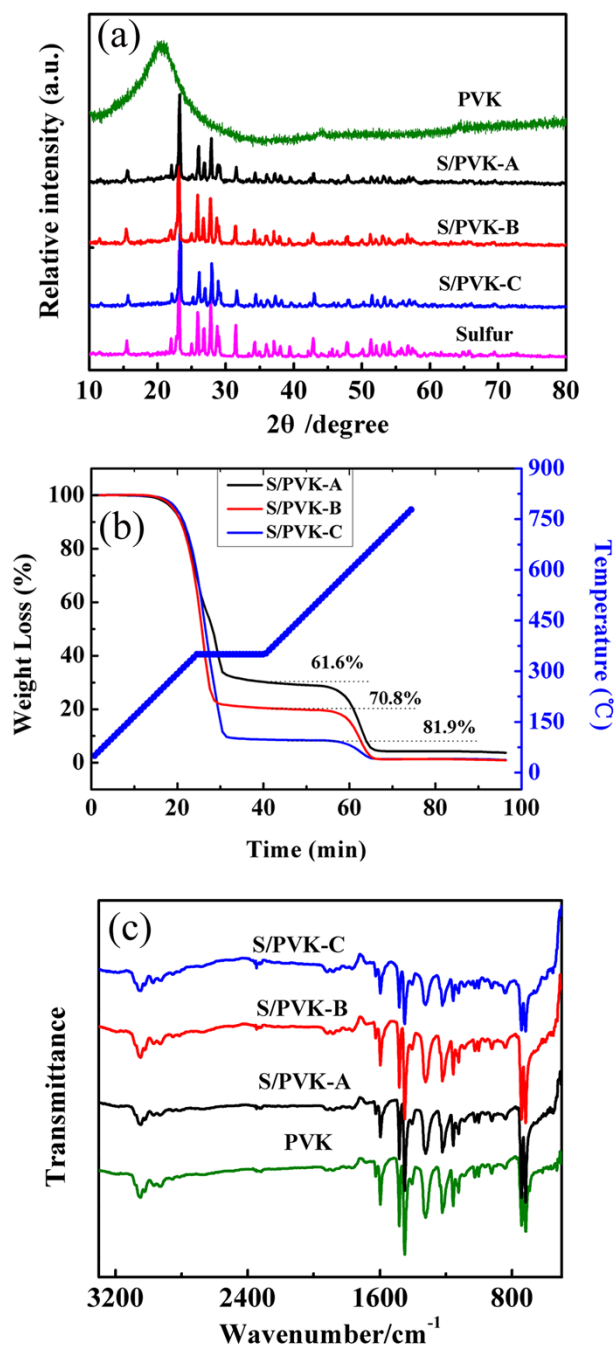 (a)
Relative intensity (a.u.)
PVK
S/PVK-A
S/PVK-B
S/PVK-C
Sulfur
10 20 30 40 50 60 70 80
2θ /degree
(b)
S/PVK-A
S/PVK-B
S/PVK-C
Weight Loss (%)
100
80
60
40
20
0
61.6%
70.8%
81.9%
900
750
600
450
300
150
0
Temperature (℃)
0 20 40 60 80 100
Time (min)
(c)
S/PVK-C
S/PVK-B
S/PVK-A
PVK
Transmittance
3200 2400 1600 800
Wavenumber/cm-1